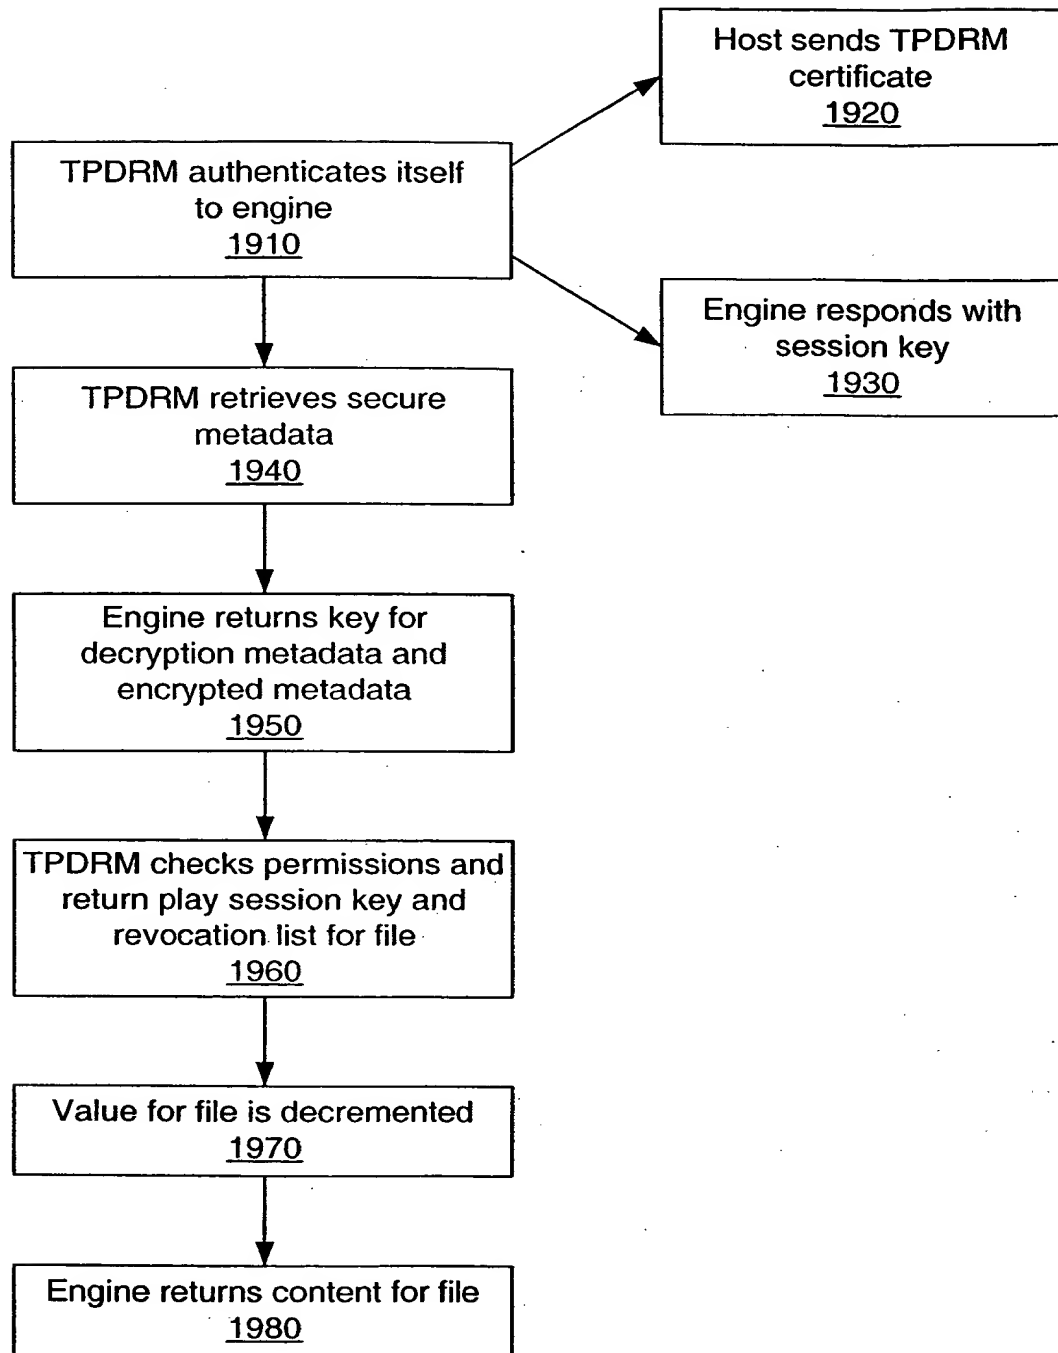 Host sends TPDRM
certificate
1920
TPDRM authenticates itself
to engine
1910
Engine responds with
session key
1930
TPDRM retrieves secure
metadata
1940
Engine returns key for
decryption metadata and
encrypted metadata
1950
TPDRM checks permissions and
return play session key and
revocation list for file
1960
Value for file is decremented
1970
Engine returns content for file
1980